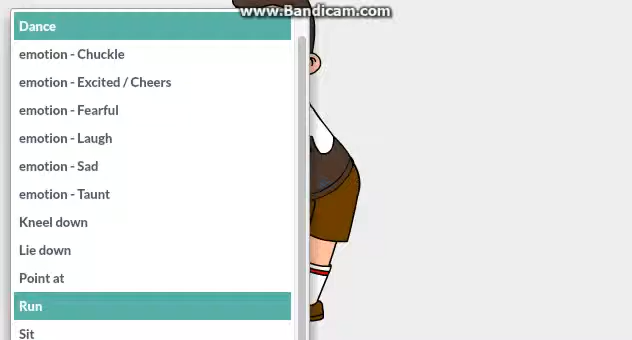 www.Bandicam.com
Dance
emotion - Chuckle
emotion - Excited / Cheers
emotion - Fearful
emotion - Laugh
emotion - Sad
emotion - Taunt
Kneel down
Lie down
Point at
Run
Sit